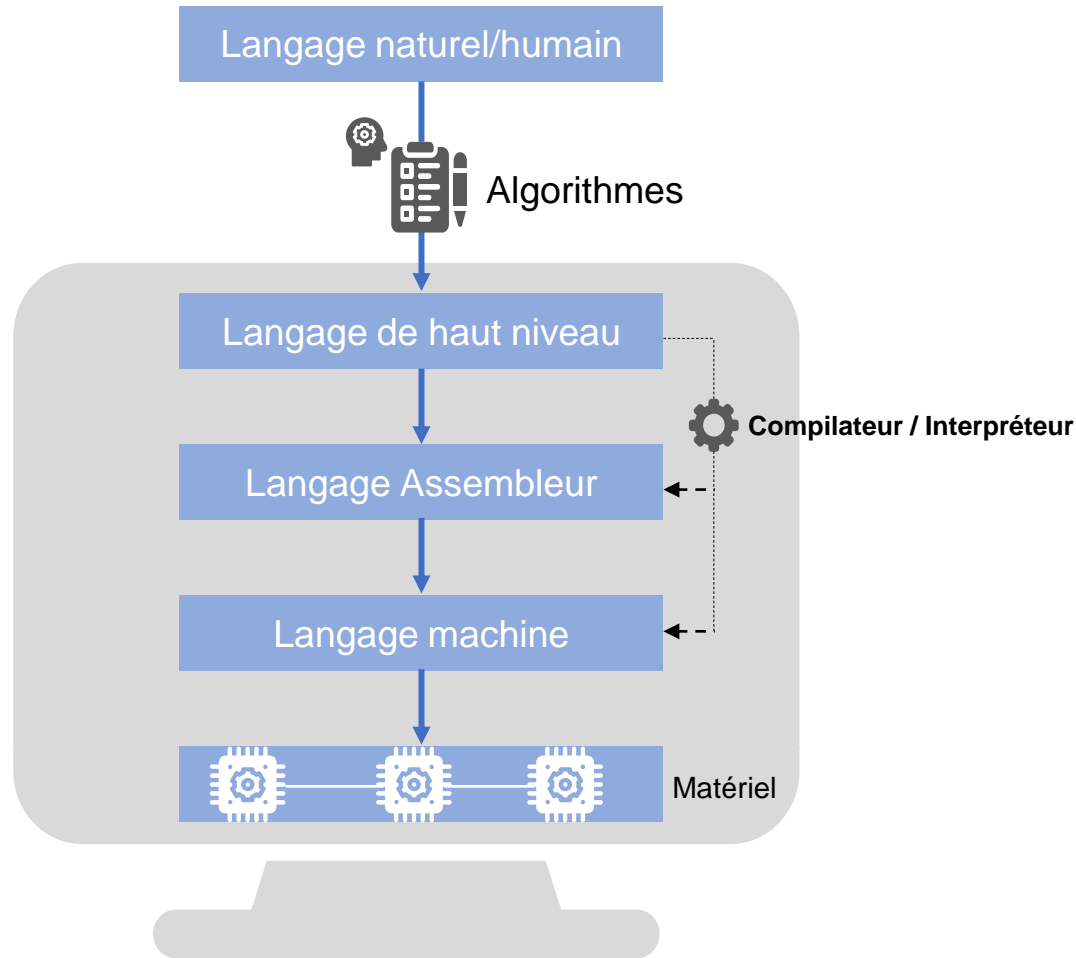 Langage naturel/humain
Algorithmes
Langage de haut niveau
Compilateur / Interpréteur
Langage Assembleur
Langage machine
Matériel